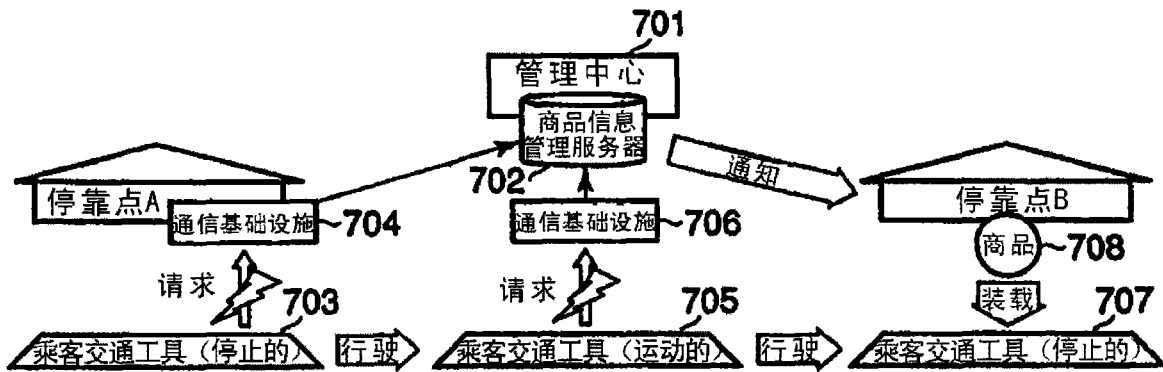 701
管理中心
商品信息
管理服务器
702
通知
停靠点A
通信基础设施
704
通信基础设施
706
停靠点B
商品
708
请求
703
请求
705
装载
707
乘客交通工具(停止的)
行驶
乘客交通工具(运动的)
行驶
乘客交通工具(停止的)